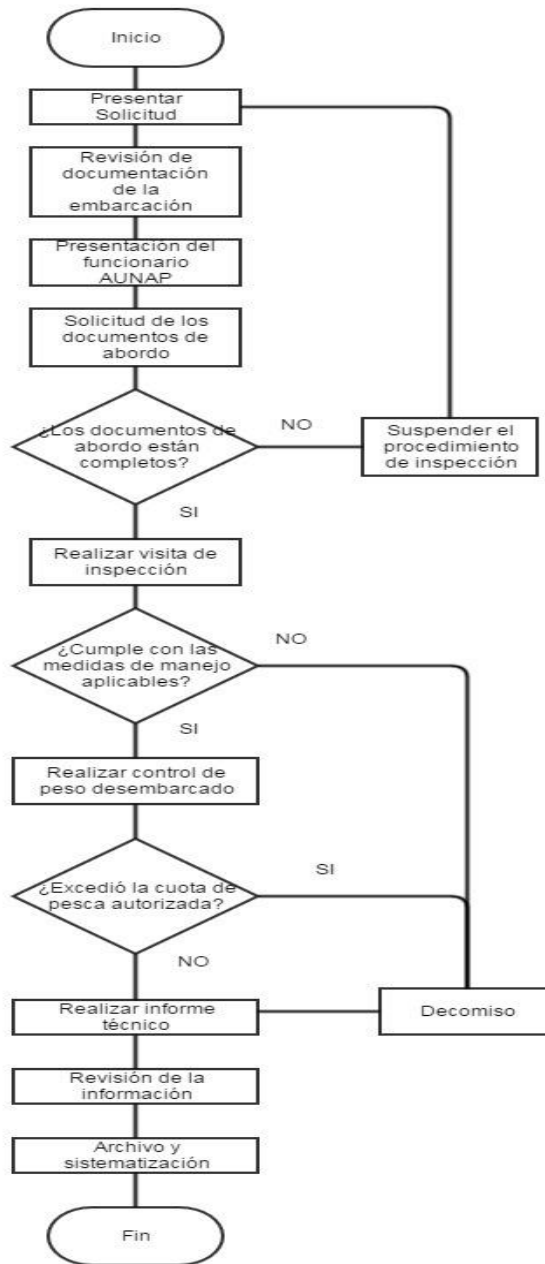 Inicio
Presentar
Solicitud
Revisión de
documentación
de la
embarcación
Presentación del
funcionario
AUNAP
Solicitud de los
documentos de
abordo
¿Los documentos de
abordo están
completos?
NO
Suspender el
procedimiento
de inspección
SI
Realizar visita de
inspección
¿Cumple con las
medidas de manejo
aplicables?
NO
SI
Realizar control de
peso desembarcado
¿Excedió la cuota de
pesca autorizada?
SI
NO
Realizar informe
técnico
Decomiso
Revisión de la
información
Archivo y
sistematización
Fin